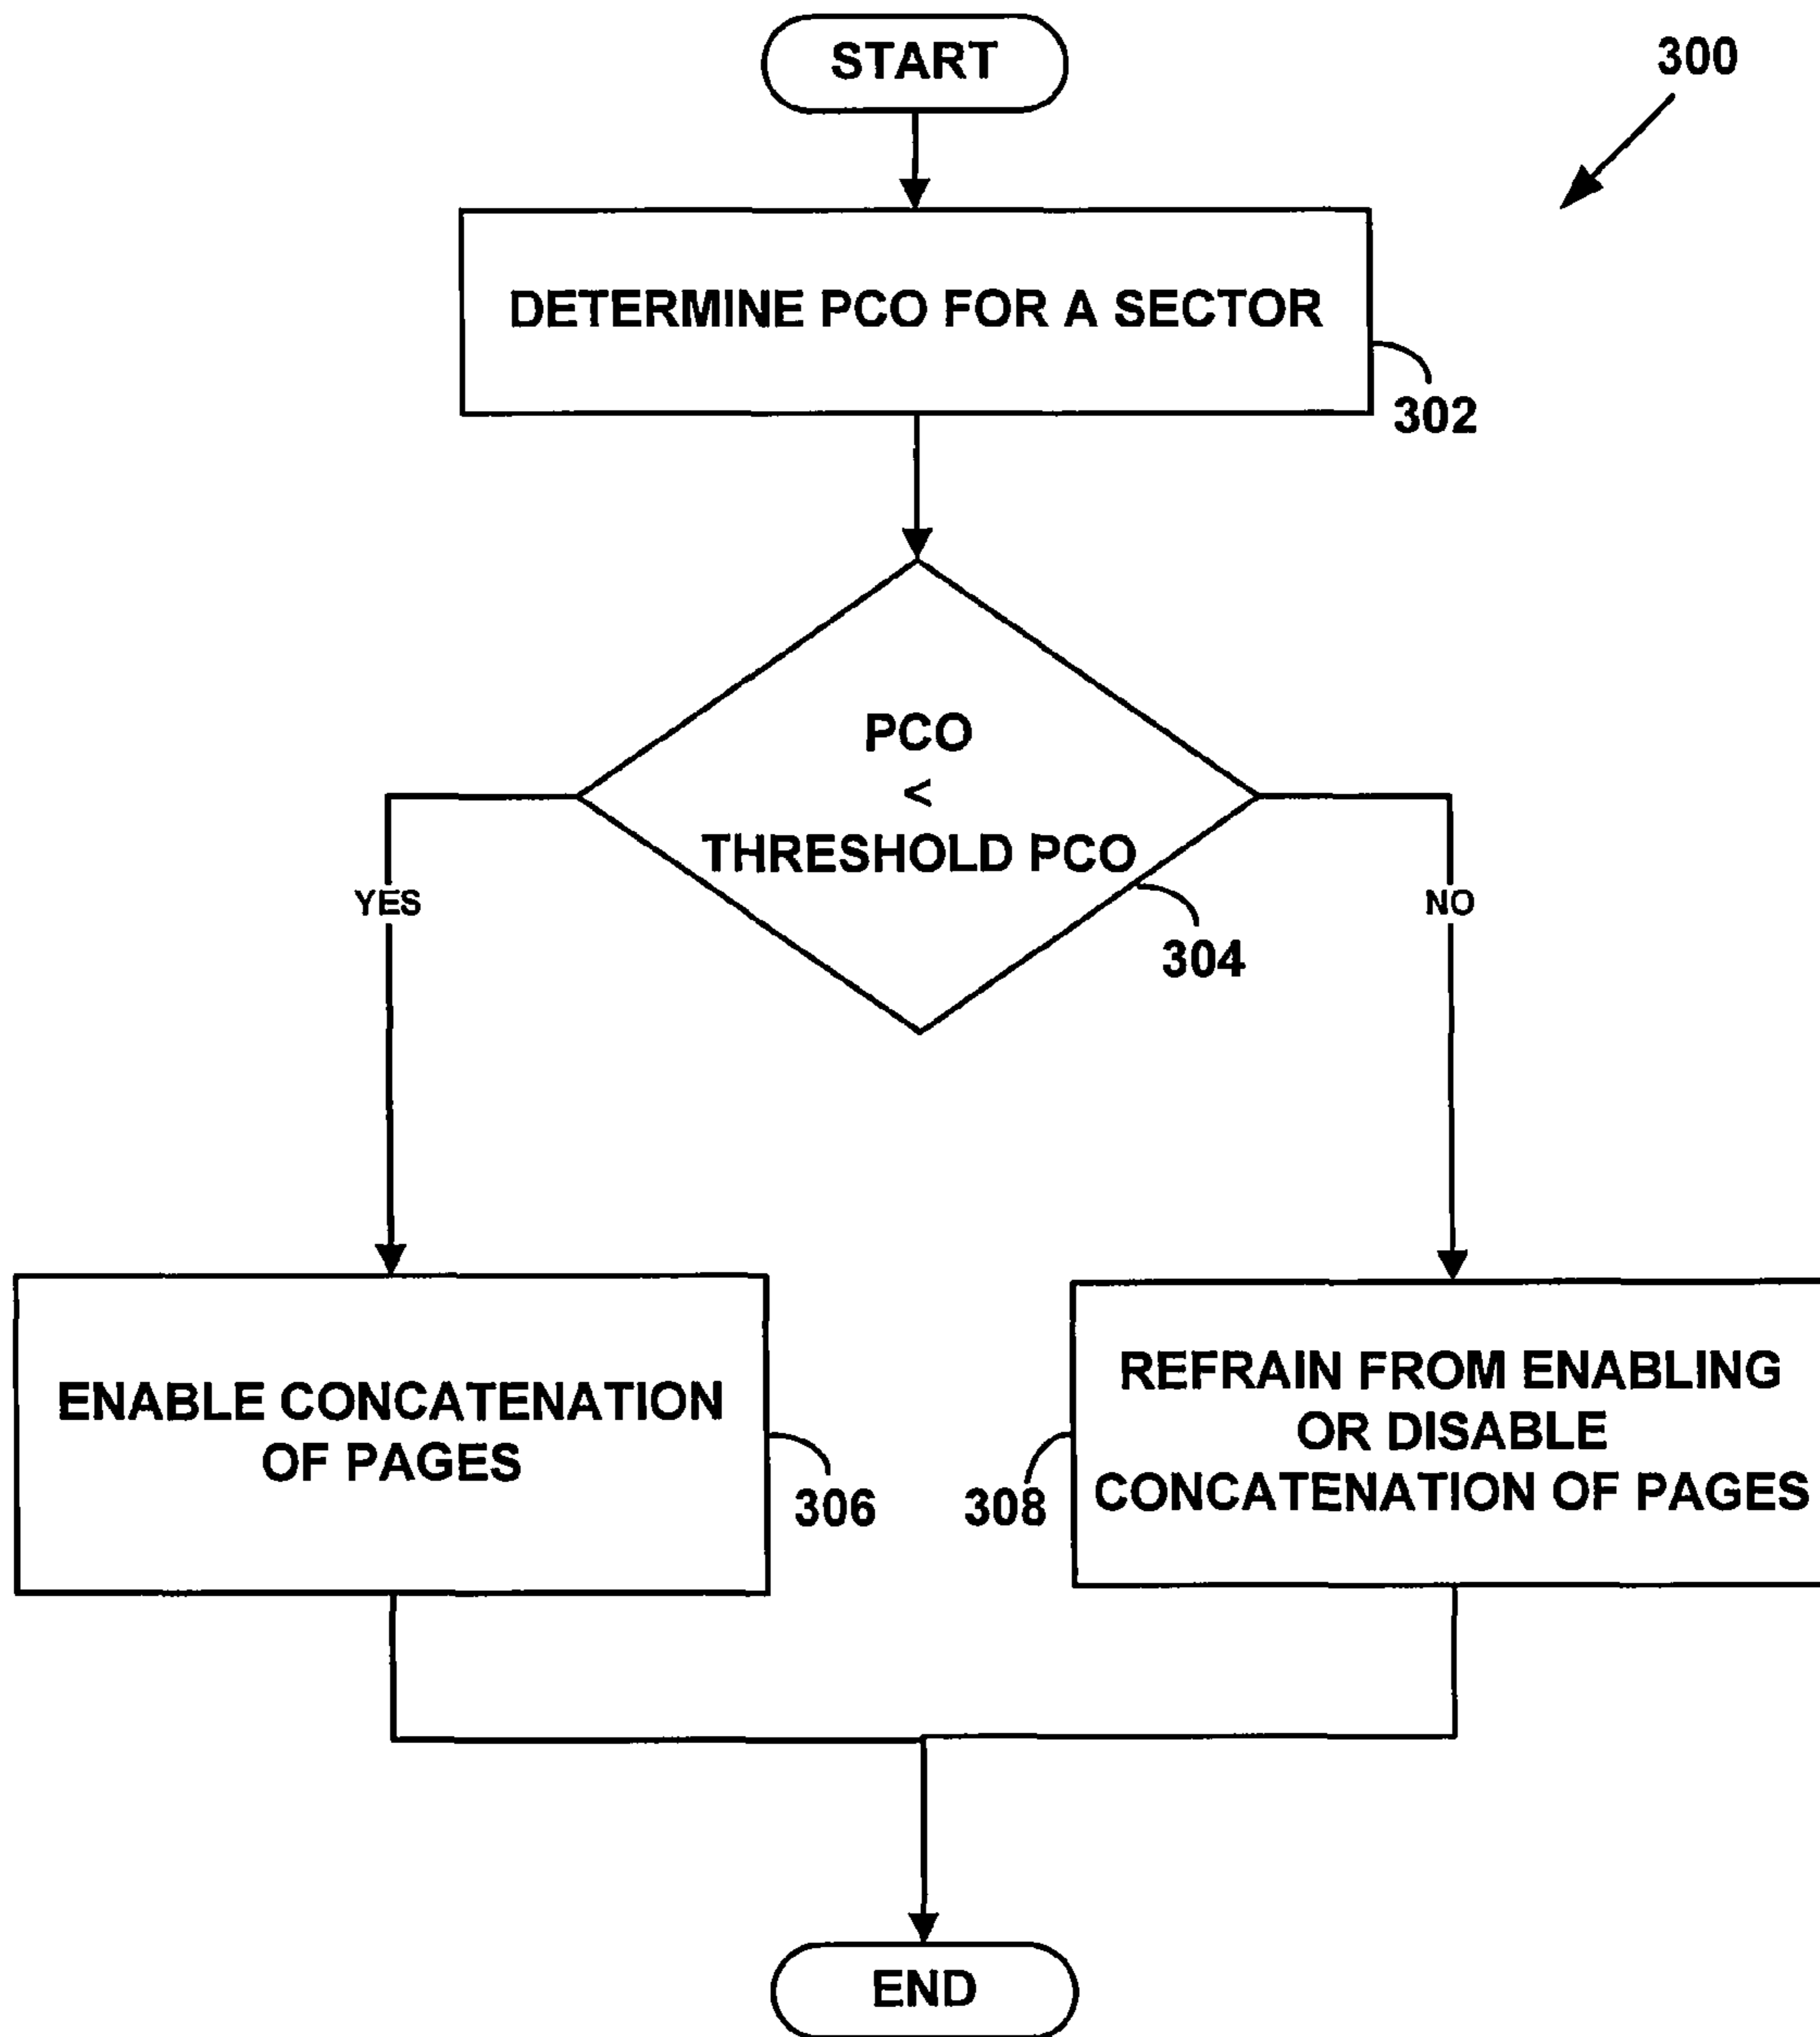 START
300
DETERMINE PCO FOR A SECTOR
302
PCO
<
THRESHOLD PCO
304
YES
NO
ENABLE CONCATENATION
OF PAGES
306
REFRAIN FROM ENABLING
OR DISABLE
CONCATENATION OF PAGES
308
END